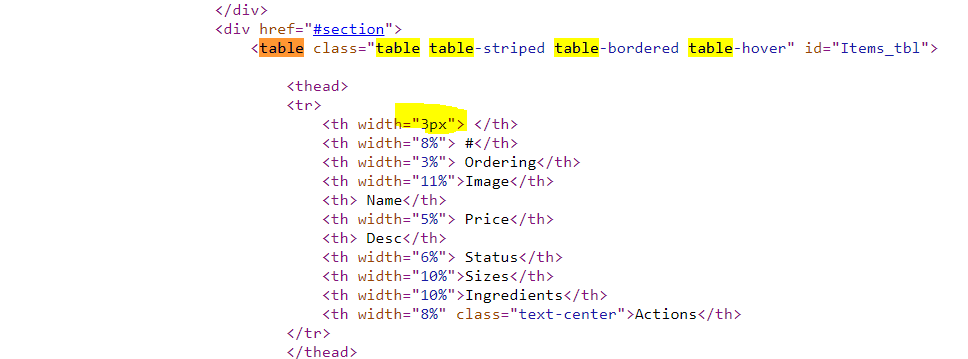 </div>
<div href="#section">
<table class="table table-striped table-bordered table-hover" id="Items_tbl">
<thead>
<tr>
<th width="3px"> </th>
<th width="8%"> #</th>
<th width="3%"> Ordering</th>
<th width="11%">Image</th>
<th> Name</th>
<th width="5%"> Price</th>
<th> Desc</th>
<th width="6%"> Status</th>
<th width="10%">Sizes</th>
<th width="10%">Ingredients</th>
<th width="8%" class="text-center">Actions</th>
</tr>
</thead>